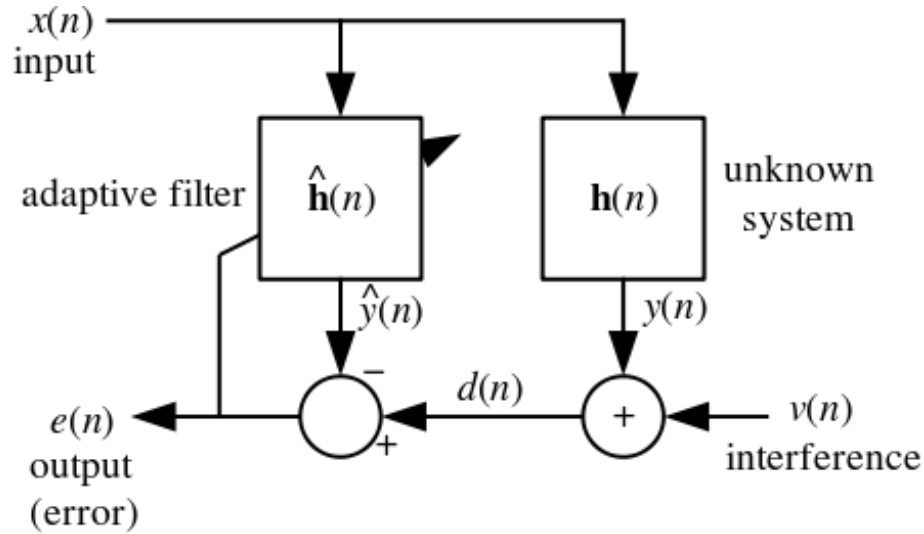 x(n)
input
adaptive filter
ĥ(n)
h(n)
unknown
system
ŷ(n)
y(n)
−
d(n)
+
+
v(n)
interference
e(n)
output
(error)